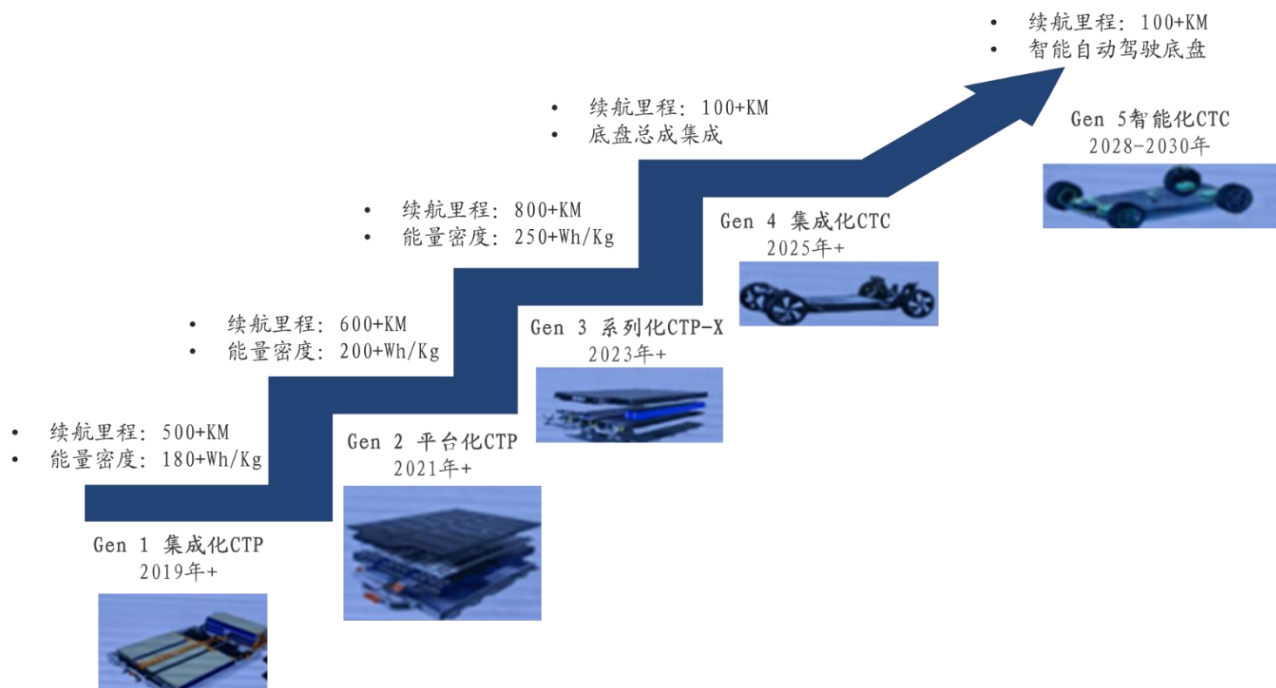 • 续航里程: 500+KM
• 能量密度: 180+Wh/Kg
Gen 1 集成化CTP
2019年+
• 续航里程: 600+KM
• 能量密度: 200+Wh/Kg
Gen 2 平台化CTP
2021年+
• 续航里程: 800+KM
• 能量密度: 250+Wh/Kg
Gen 3 系列化CTP-X
2023年+
• 续航里程: 100+KM
• 底盘总成集成
Gen 4 集成化CTC
2025年+
• 续航里程: 100+KM
• 智能自动驾驶底盘
Gen 5智能化CTC
2028-2030年